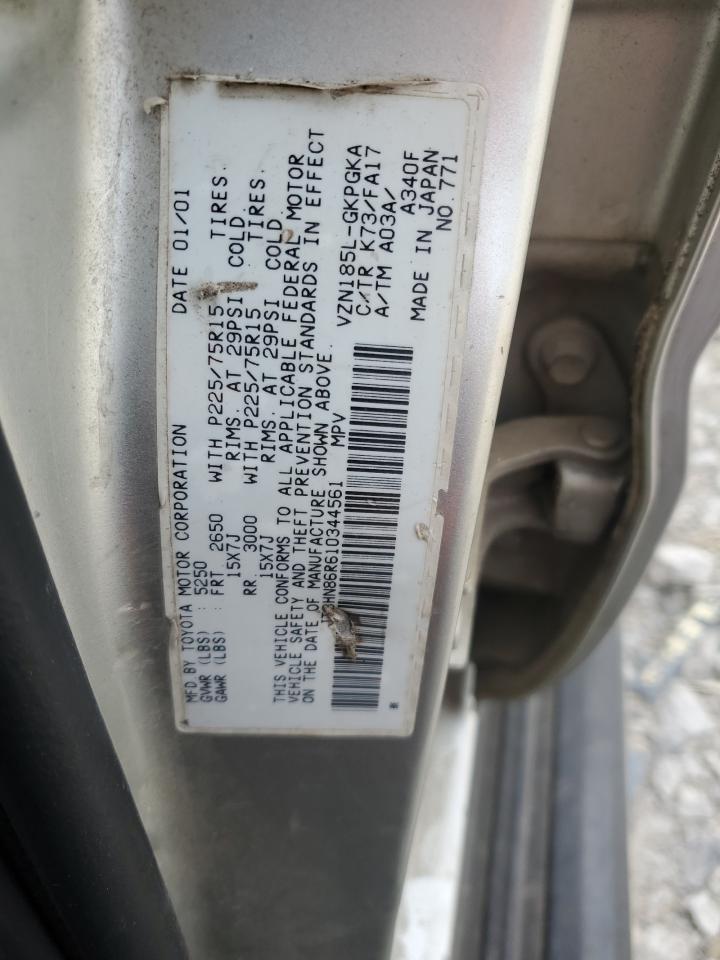 MFD. BY TOYOTA MOTOR CORPORATION DATE 01/01
GVWR (LBS) : 5250
GAWR (LBS) : FRT. 2650 WITH P225/75R15 TIRES.
15X7J RIMS. AT 29PSI COLD.
RR. 3000 WITH P225/75R15 TIRES.
15X7J RIMS. AT 29PSI COLD.
THIS VEHICLE CONFORMS TO ALL APPLICABLE FEDERAL MOTOR
VEHICLE SAFETY AND THEFT PREVENTION STANDARDS IN EFFECT
ON THE DATE OF MANUFACTURE SHOWN ABOVE.
HN86R610344561 MPV
VZN185L-GKPGKA
C/TR K73/FA17
A/TM A03A/
A340F
MADE IN JAPAN
NO.771